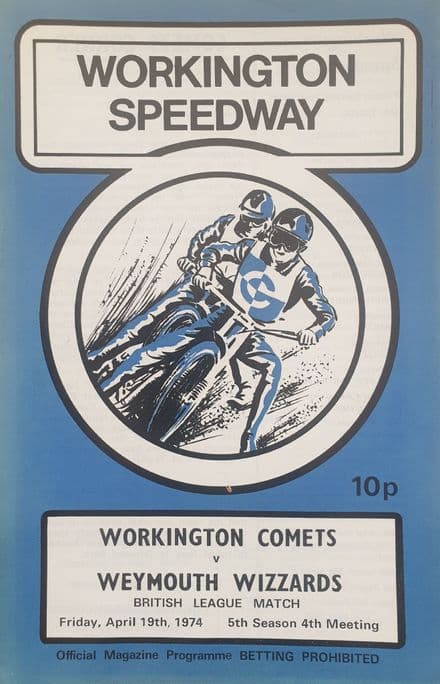 WORKINGTON
SPEEDWAY
G
10p
WORKINGTON COMETS
v
WEYMOUTH WIZZARDS
BRITISH LEAGUE MATCH
Friday, April 19th, 1974 5th Season 4th Meeting
Official Magazine Programme BETTING PROHIBITED